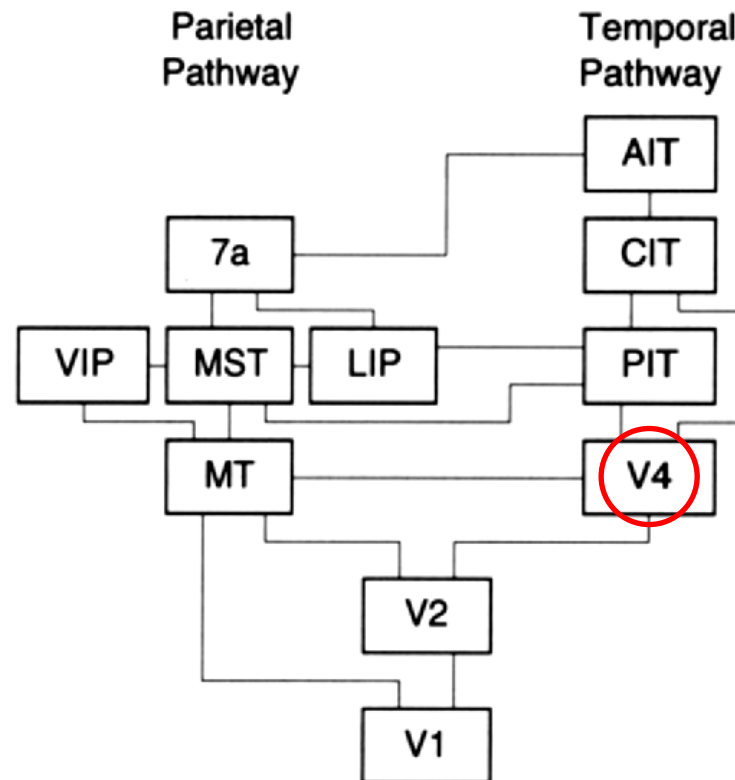 Parietal
Pathway
Temporal
Pathway
AIT
7a
CIT
VIP
MST
LIP
PIT
MT
V4
V2
V1